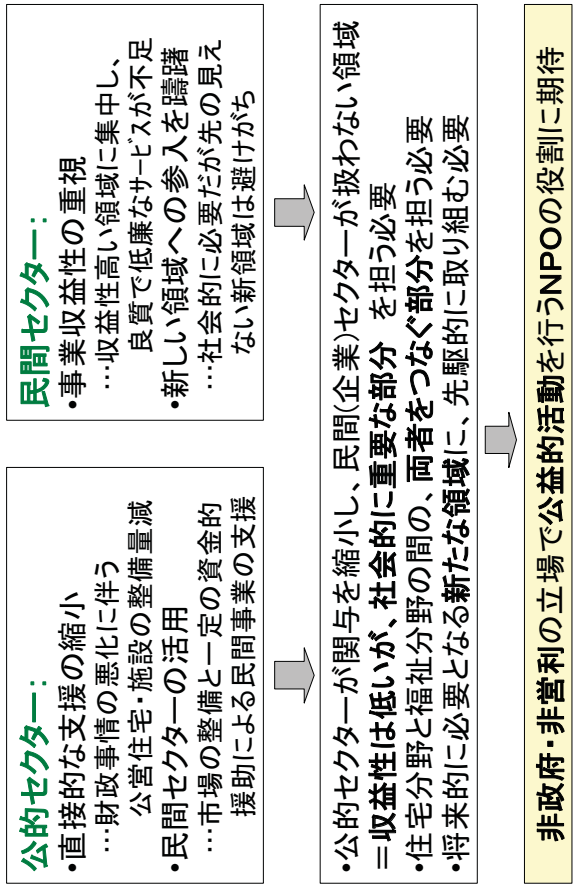 公的セクター：
•直接的な支援の縮小
…財政事情の悪化に伴う
公営住宅・施設の整備量減
•民間セクターの活用
…市場の整備と一定の資金的
援助による民間事業の支援
民間セクター：
•事業収益性の重視
…収益性高い領域に集中し、
良質で低廉なサービスが不足
•新しい領域への参入を躊躇
…社会的に必要だが先の見え
ない新領域は避けがち
•公的セクターが関与を縮小し、民間(企業)セクターが扱わない領域
＝収益性は低いが、社会的に重要な部分　を担う必要
•住宅分野と福祉分野の間の、両者をつなぐ部分を担う必要
•将来的に必要となる新たな領域に、先駆的に取り組む必要
非政府・非営利の立場で公益的活動を行うNPOの役割に期待